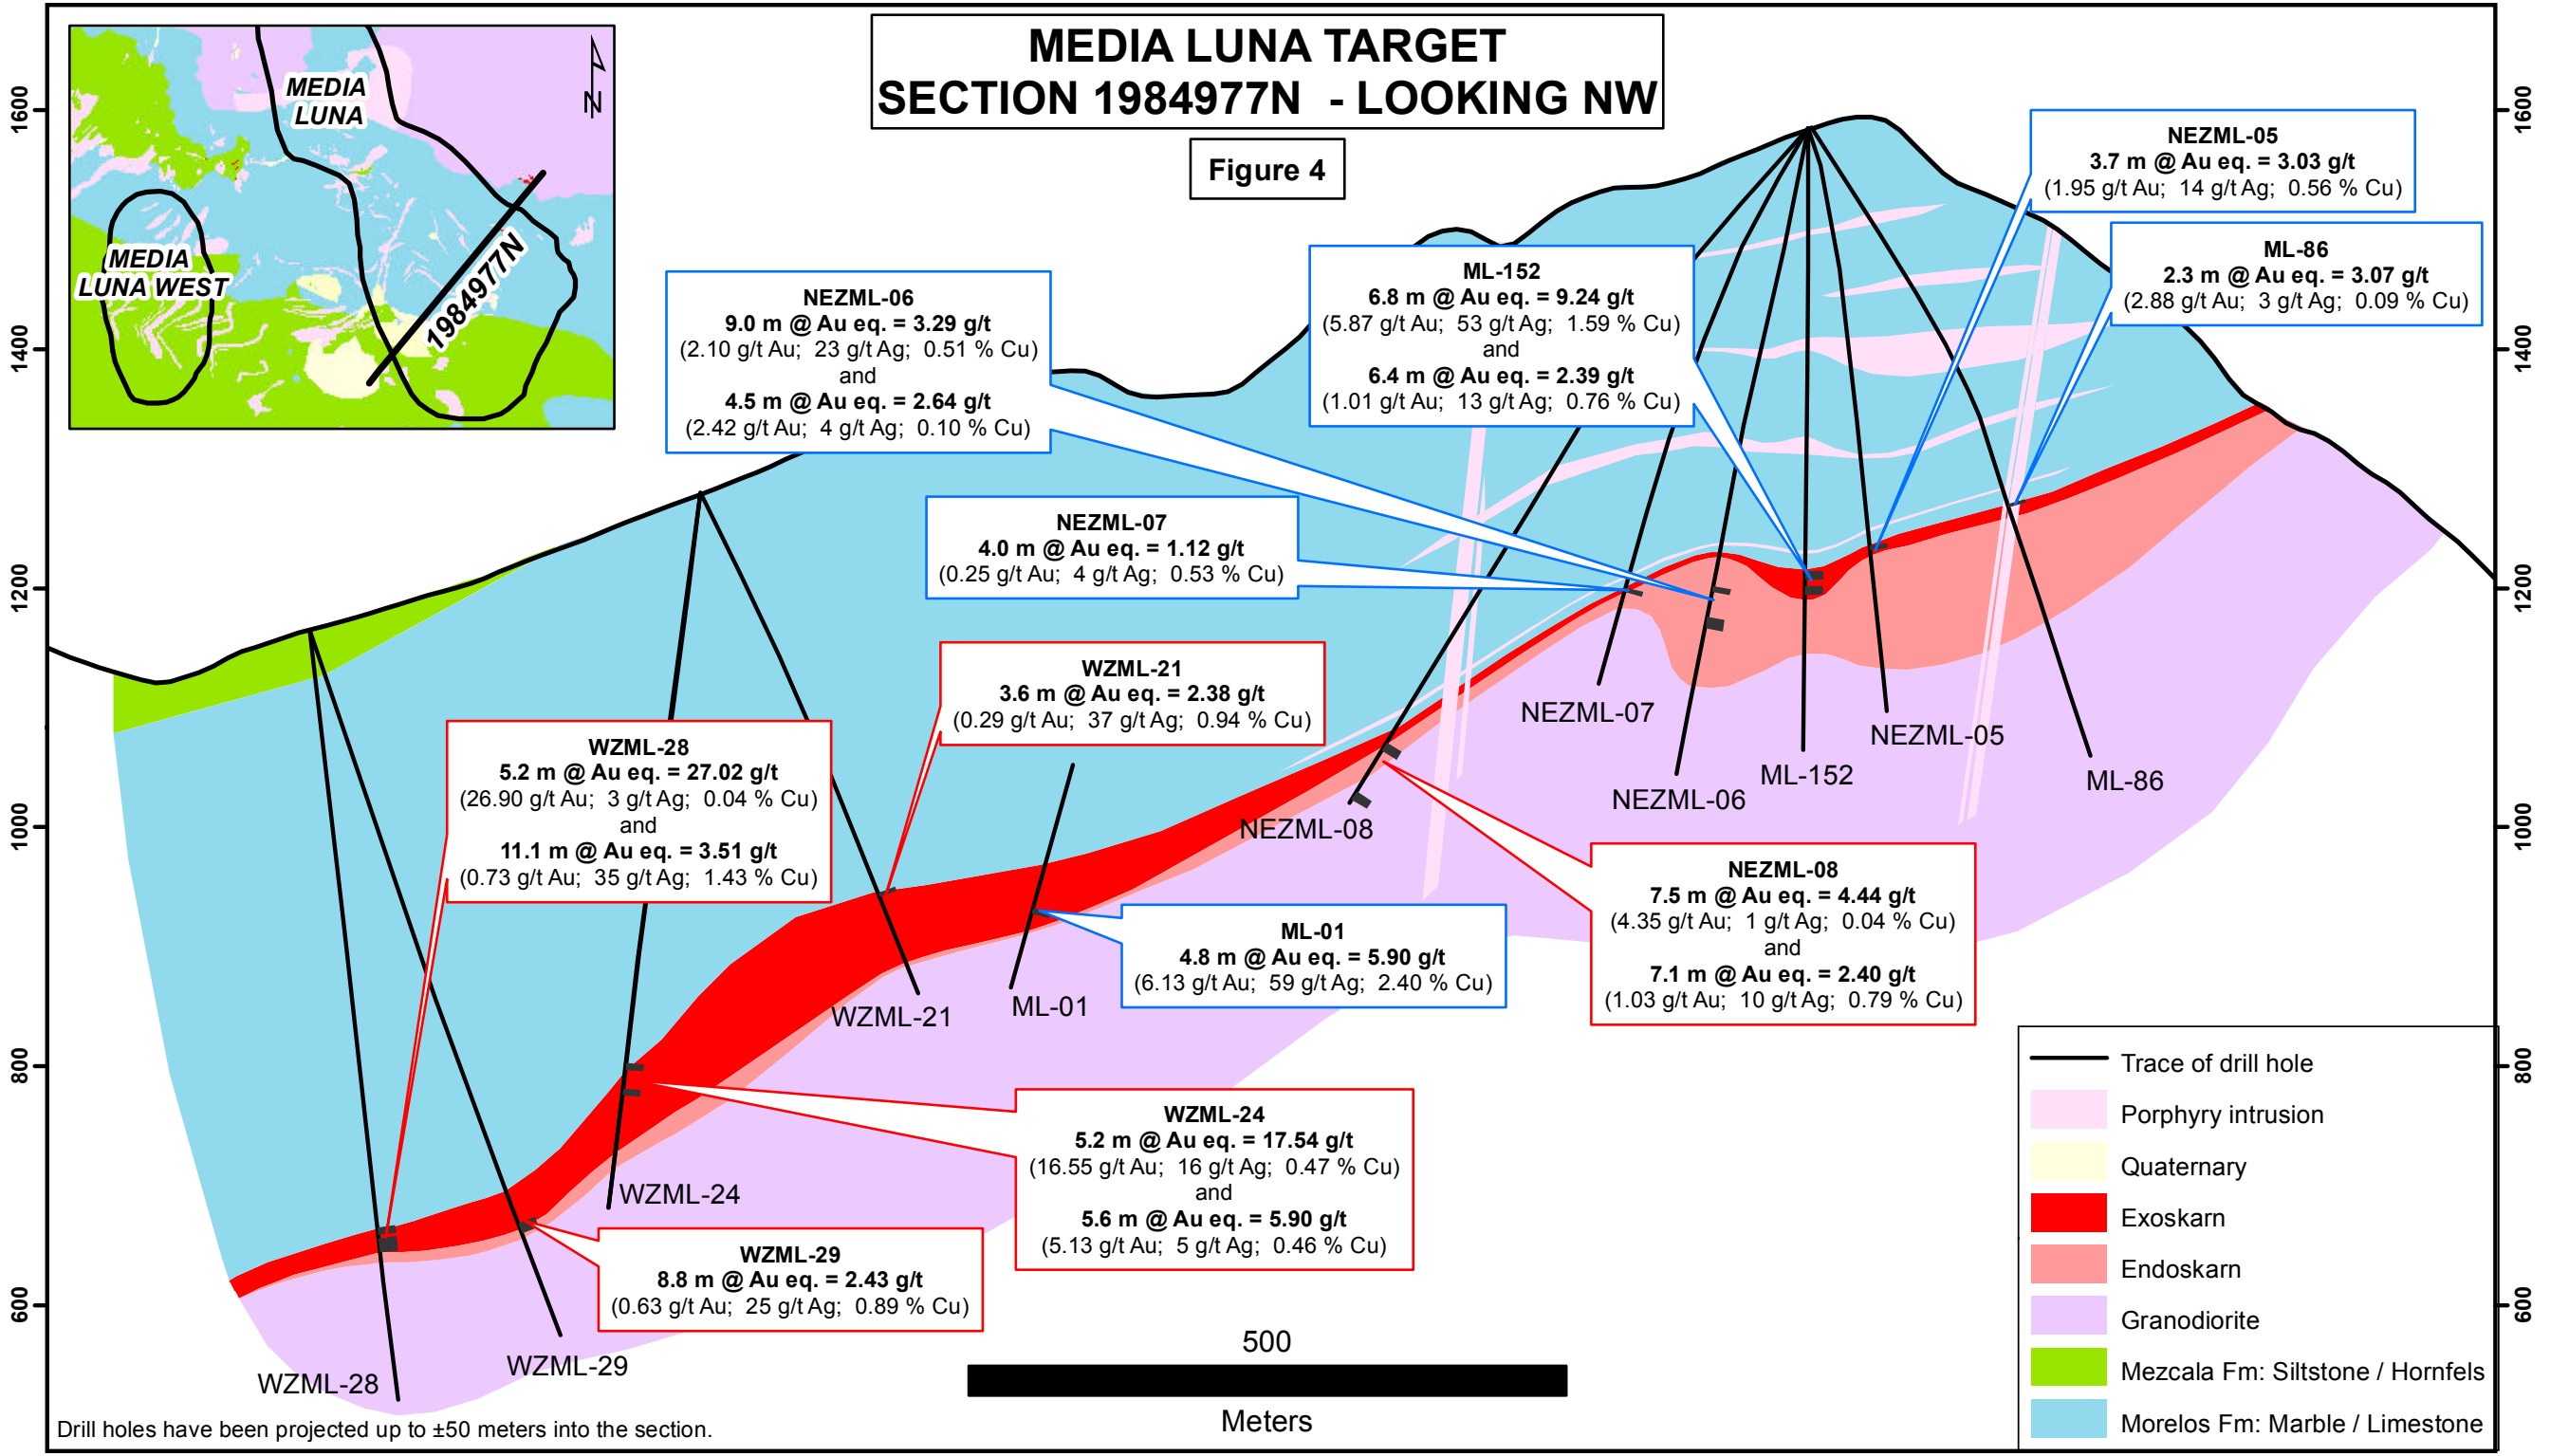 MEDIA LUNA TARGET
SECTION 1984977N - LOOKING NW
Figure 4
MEDIA
LUNA
N
MEDIA
LUNA WEST
1984977N
1600
1400
1200
1000
800
600
1600
1400
1200
1000
800
600
NEZML-05
3.7 m @ Au eq. = 3.03 g/t
(1.95 g/t Au; 14 g/t Ag; 0.56 % Cu)
ML-86
2.3 m @ Au eq. = 3.07 g/t
(2.88 g/t Au; 3 g/t Ag; 0.09 % Cu)
ML-152
6.8 m @ Au eq. = 9.24 g/t
(5.87 g/t Au; 53 g/t Ag; 1.59 % Cu)
and
6.4 m @ Au eq. = 2.39 g/t
(1.01 g/t Au; 13 g/t Ag; 0.76 % Cu)
NEZML-06
9.0 m @ Au eq. = 3.29 g/t
(2.10 g/t Au; 23 g/t Ag; 0.51 % Cu)
and
4.5 m @ Au eq. = 2.64 g/t
(2.42 g/t Au; 4 g/t Ag; 0.10 % Cu)
NEZML-07
4.0 m @ Au eq. = 1.12 g/t
(0.25 g/t Au; 4 g/t Ag; 0.53 % Cu)
WZML-21
3.6 m @ Au eq. = 2.38 g/t
(0.29 g/t Au; 37 g/t Ag; 0.94 % Cu)
WZML-28
5.2 m @ Au eq. = 27.02 g/t
(26.90 g/t Au; 3 g/t Ag; 0.04 % Cu)
and
11.1 m @ Au eq. = 3.51 g/t
(0.73 g/t Au; 35 g/t Ag; 1.43 % Cu)
NEZML-08
7.5 m @ Au eq. = 4.44 g/t
(4.35 g/t Au; 1 g/t Ag; 0.04 % Cu)
and
7.1 m @ Au eq. = 2.40 g/t
(1.03 g/t Au; 10 g/t Ag; 0.79 % Cu)
ML-01
4.8 m @ Au eq. = 5.90 g/t
(6.13 g/t Au; 59 g/t Ag; 2.40 % Cu)
WZML-24
5.2 m @ Au eq. = 17.54 g/t
(16.55 g/t Au; 16 g/t Ag; 0.47 % Cu)
and
5.6 m @ Au eq. = 5.90 g/t
(5.13 g/t Au; 5 g/t Ag; 0.46 % Cu)
WZML-29
8.8 m @ Au eq. = 2.43 g/t
(0.63 g/t Au; 25 g/t Ag; 0.89 % Cu)
NEZML-07
NEZML-05
ML-152
ML-86
NEZML-06
NEZML-08
ML-01
WZML-21
WZML-24
WZML-29
WZML-28
500
Meters
Trace of drill hole
Porphyry intrusion
Quaternary
Exoskarn
Endoskarn
Granodiorite
Mezcala Fm: Siltstone / Hornfels
Morelos Fm: Marble / Limestone
Drill holes have been projected up to ±50 meters into the section.